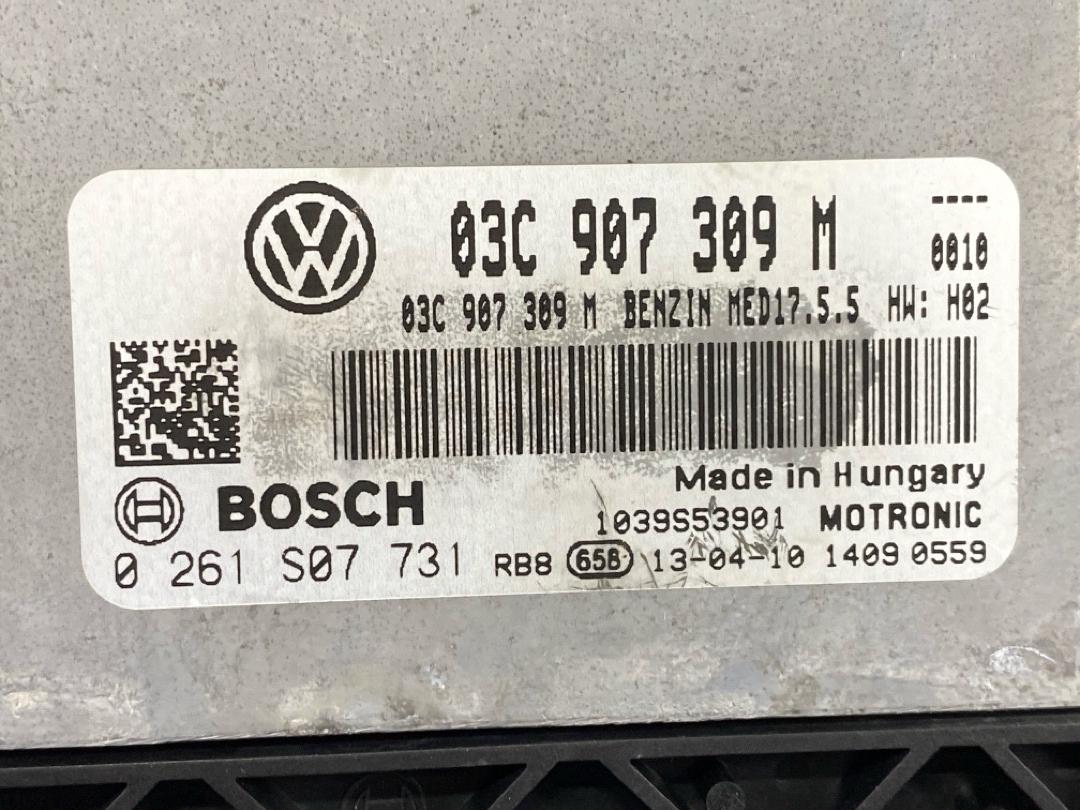 03C 907 309 M ----
0010
03C 907 309 M BENZIN MED17.5.5 HW: H02
Made in Hungary
BOSCH
1039S53901 MOTRONIC
0 261 S07 731 RB8 658 13-04-10 1409 0559